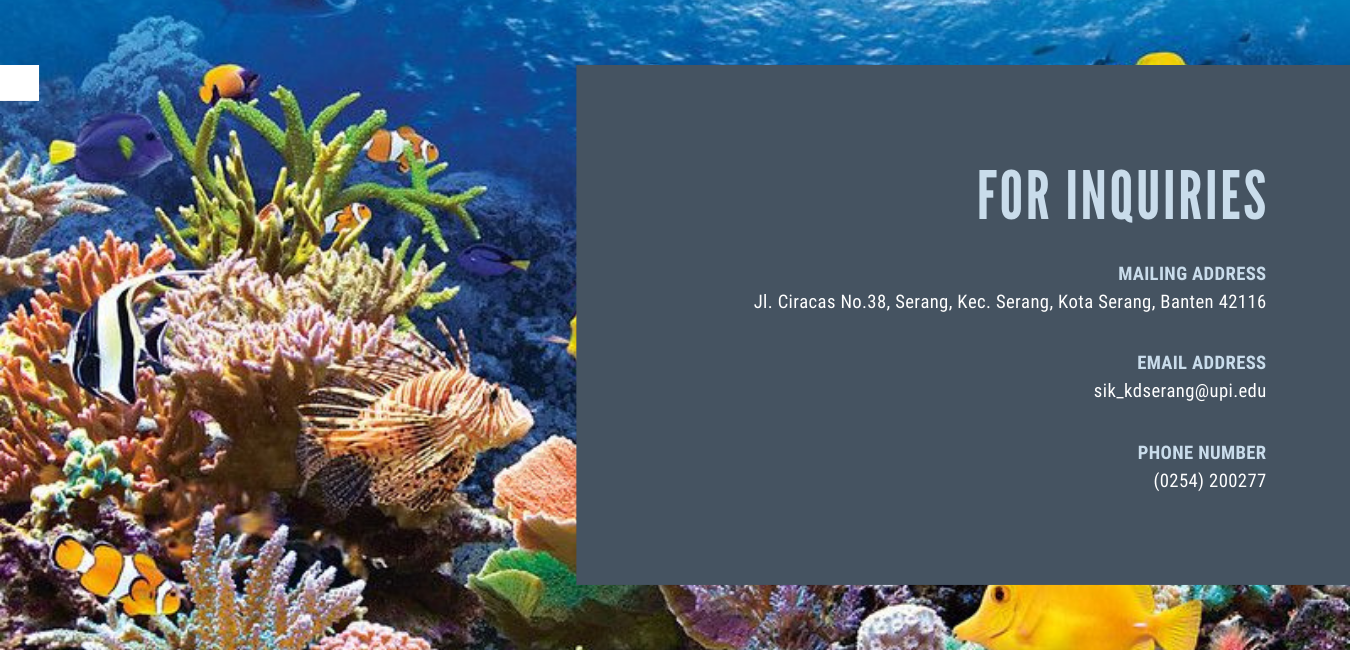 FOR INQUIRIES
MAILING ADDRESS
Jl. Ciracas No.38, Serang, Kec. Serang, Kota Serang, Banten 42116
EMAIL ADDRESS
sik_kdserang@upi.edu
PHONE NUMBER
(0254) 200277